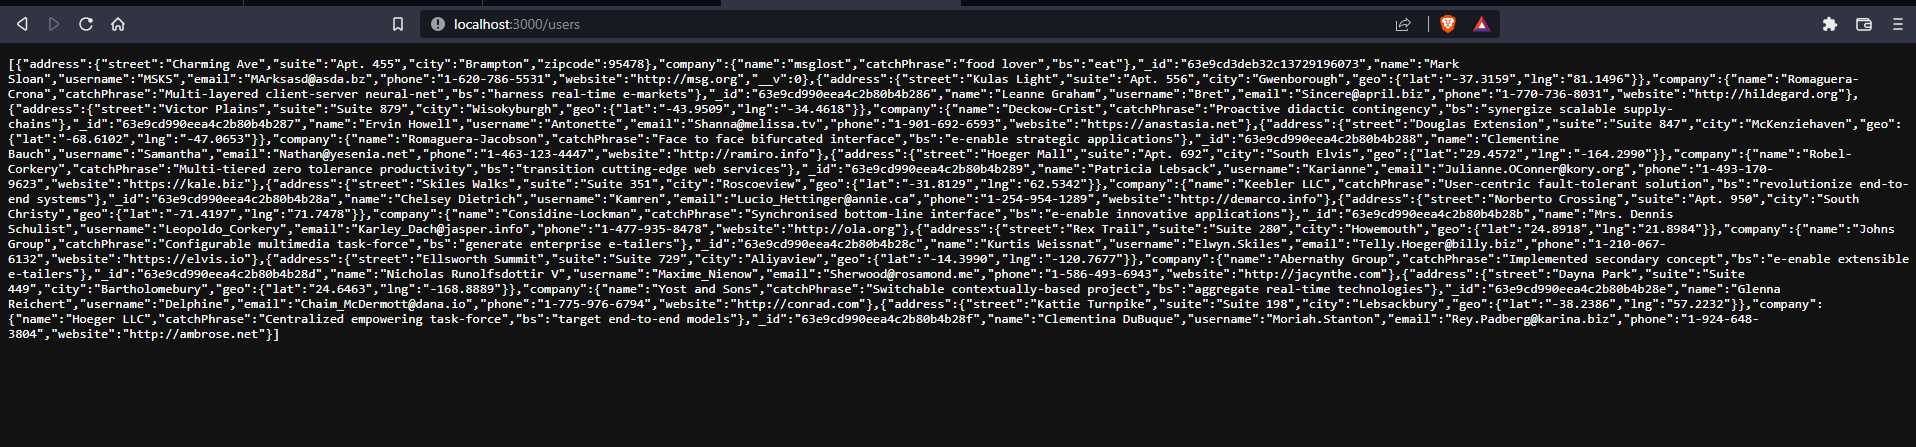 localhost:3000/users
[{"address":{"street":"Charming Ave","suite":"Apt. 455","city":"Brampton","zipcode":95478},"company":{"name":"msglost","catchPhrase":"food lover","bs":"eat"},"_id":"63e9cd3deb32c13729196073","name":"Mark
Sloan","username":"MSKS","email":"MArksasd@asda.bz","phone":"1-620-786-5531","website":"http://msg.org","__v":0},{"address":{"street":"Kulas Light","suite":"Apt. 556","city":"Gwenborough","geo":{"lat":"-37.3159","lng":"81.1496"}},"company":{"name":"Romaguera-
Crona","catchPhrase":"Multi-layered client-server neural-net","bs":"harness real-time e-markets"},"_id":"63e9cd990eea4c2b80b4b286","name":"Leanne Graham","username":"Bret","email":"Sincere@april.biz","phone":"1-770-736-8031","website":"http://hildegard.org"},
{"address":{"street":"Victor Plains","suite":"Suite 879","city":"Wisokyburgh","geo":{"lat":"-43.9509","lng":"-34.4618"}},"company":{"name":"Deckow-Crist","catchPhrase":"Proactive didactic contingency","bs":"synergize scalable supply-
chains"},"_id":"63e9cd990eea4c2b80b4b287","name":"Ervin Howell","username":"Antonette","email":"Shanna@melissa.tv","phone":"1-901-692-6593","website":"https://anastasia.net"},{"address":{"street":"Douglas Extension","suite":"Suite 847","city":"McKenziehaven","geo":
{"lat":"-68.6102","lng":"-47.0653"}},"company":{"name":"Romaguera-Jacobson","catchPhrase":"Face to face bifurcated interface","bs":"e-enable strategic applications"},"_id":"63e9cd990eea4c2b80b4b288","name":"Clementine
Bauch","username":"Samantha","email":"Nathan@yesenia.net","phone":"1-463-123-4447","website":"http://ramiro.info"},{"address":{"street":"Hoeger Mall","suite":"Apt. 692","city":"South Elvis","geo":{"lat":"29.4572","lng":"-164.2990"}},"company":{"name":"Robel-
Corkery","catchPhrase":"Multi-tiered zero tolerance productivity","bs":"transition cutting-edge web services"},"_id":"63e9cd990eea4c2b80b4b289","name":"Patricia Lebsack","username":"Karianne","email":"Julianne.OConner@kory.org","phone":"1-493-170-
9623","website":"https://kale.biz"},{"address":{"street":"Skiles Walks","suite":"Suite 351","city":"Roscoeview","geo":{"lat":"-31.8129","lng":"62.5342"}},"company":{"name":"Keebler LLC","catchPhrase":"User-centric fault-tolerant solution","bs":"revolutionize end-to-
end systems"},"_id":"63e9cd990eea4c2b80b4b28a","name":"Chelsey Dietrich","username":"Kamren","email":"Lucio_Hettinger@annie.ca","phone":"1-254-954-1289","website":"http://demarco.info"},{"address":{"street":"Norberto Crossing","suite":"Apt. 950","city":"South
Christy","geo":{"lat":"-71.4197","lng":"71.7478"}},"company":{"name":"Considine-Lockman","catchPhrase":"Synchronised bottom-line interface","bs":"e-enable innovative applications"},"_id":"63e9cd990eea4c2b80b4b28b","name":"Mrs. Dennis
Schulist","username":"Leopoldo_Corkery","email":"Karley_Dach@jasper.info","phone":"1-477-935-8478","website":"http://ola.org"},{"address":{"street":"Rex Trail","suite":"Suite 280","city":"Howemouth","geo":{"lat":"24.8918","lng":"21.8984"}},"company":{"name":"Johns
Group","catchPhrase":"Configurable multimedia task-force","bs":"generate enterprise e-tailers"},"_id":"63e9cd990eea4c2b80b4b28c","name":"Kurtis Weissnat","username":"Elwyn.Skiles","email":"Telly.Hoeger@billy.biz","phone":"1-210-067-
6132","website":"https://elvis.io"},{"address":{"street":"Ellsworth Summit","suite":"Suite 729","city":"Aliyaview","geo":{"lat":"-14.3990","lng":"-120.7677"}},"company":{"name":"Abernathy Group","catchPhrase":"Implemented secondary concept","bs":"e-enable extensible
e-tailers"},"_id":"63e9cd990eea4c2b80b4b28d","name":"Nicholas Runolfsdottir V","username":"Maxime_Nienow","email":"Sherwood@rosamond.me","phone":"1-586-493-6943","website":"http://jacynthe.com"},{"address":{"street":"Dayna Park","suite":"Suite
449","city":"Bartholomebury","geo":{"lat":"24.6463","lng":"-168.8889"}},"company":{"name":"Yost and Sons","catchPhrase":"Switchable contextually-based project","bs":"aggregate real-time technologies"},"_id":"63e9cd990eea4c2b80b4b28e","name":"Glenna
Reichert","username":"Delphine","email":"Chaim_McDermott@dana.io","phone":"1-775-976-6794","website":"http://conrad.com"},{"address":{"street":"Kattie Turnpike","suite":"Suite 198","city":"Lebsackbury","geo":{"lat":"-38.2386","lng":"57.2232"}},"company":
{"name":"Hoeger LLC","catchPhrase":"Centralized empowering task-force","bs":"target end-to-end models"},"_id":"63e9cd990eea4c2b80b4b28f","name":"Clementina DuBuque","username":"Moriah.Stanton","email":"Rey.Padberg@karina.biz","phone":"1-924-648-
3804","website":"http://ambrose.net"}]